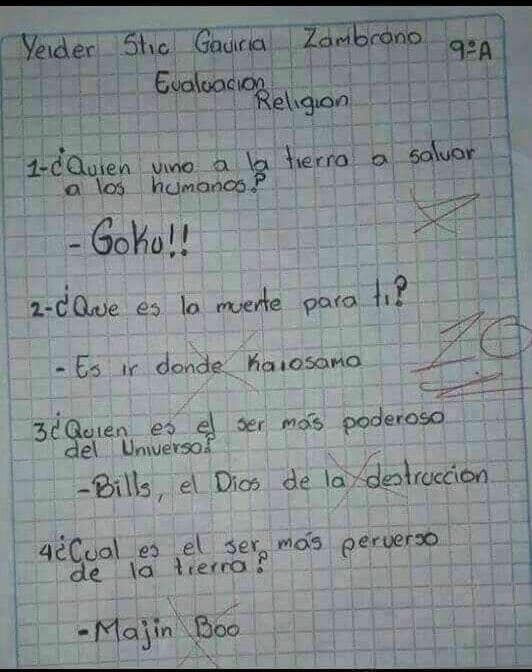 Yeider Stic Gaviria Zambrano 9ºA
Evaluacion
Religion
1-¿Quien vino a la tierra a salvar
a los humanos?
- Goku!!
2-¿Que es la muerte para ti?
- Es ir donde Kaiosama
3¿Quien es el ser más poderoso
del Universo?
-Bills, el Dios de la destruccion
4¿Cual es el ser más perverso
de la tierra?
-Majin Boo